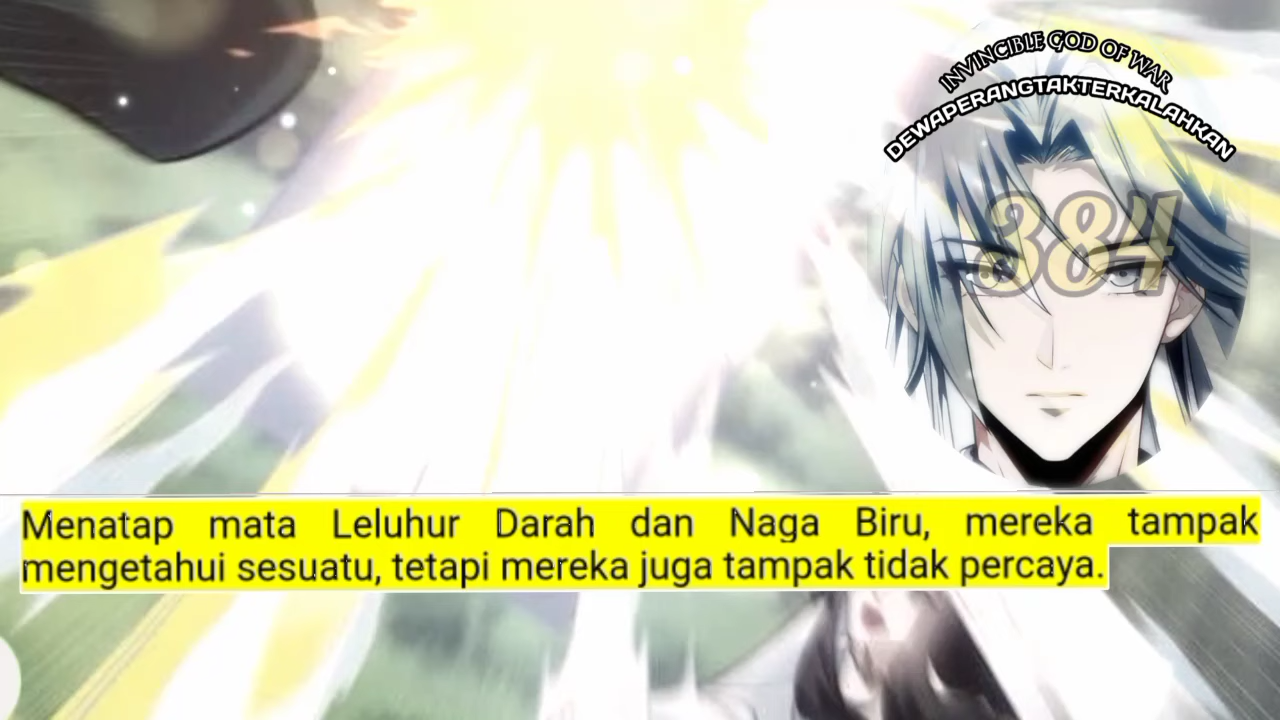 INVINCIBLE GOD OF WAR
DEWAPERANGTAKTERKALAHKAN
384
Menatap mata Leluhur Darah dan Naga Biru, mereka tampak
mengetahui sesuatu, tetapi mereka juga tampak tidak percaya.